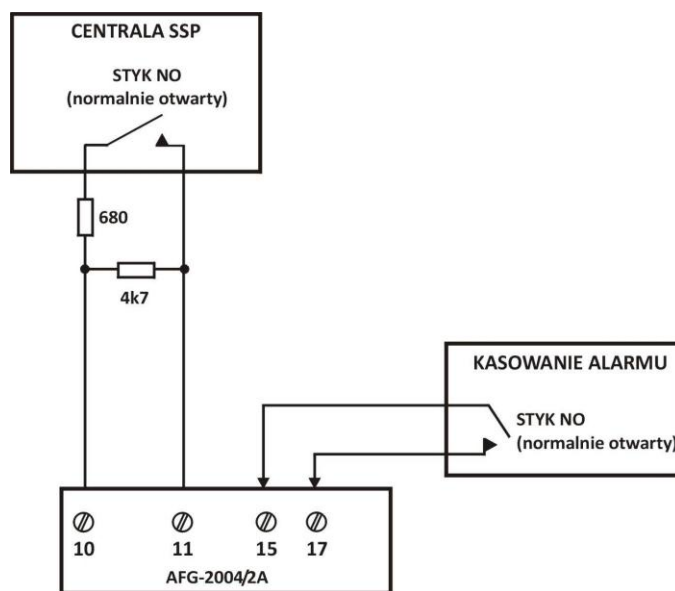 CENTRALA SSP
STYK NO
(normalnie otwarty)
680
4k7
KASOWANIE ALARMU
STYK NO
(normalnie otwarty)
10 11 15 17
AFG-2004/2A